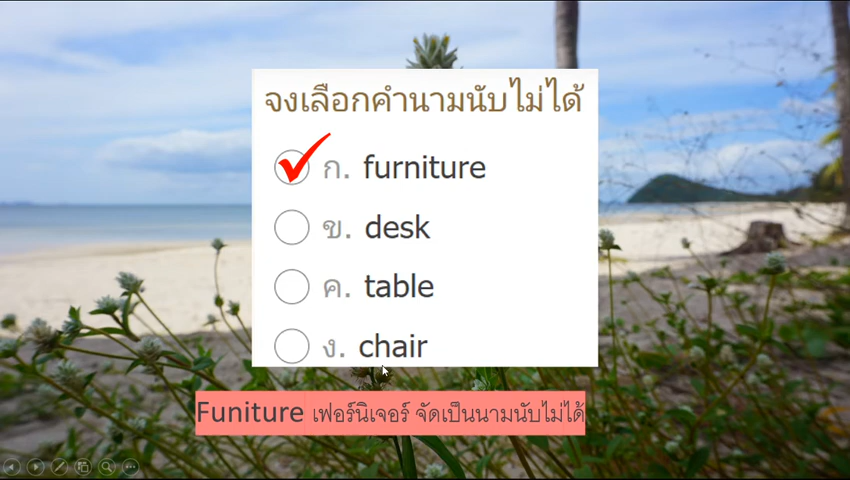 จงเลือกคำนามนับไม่ได้
ก. furniture
ข. desk
ค. table
ง. chair
Funiture เฟอร์นิเจอร์ จัดเป็นนามนับไม่ได้